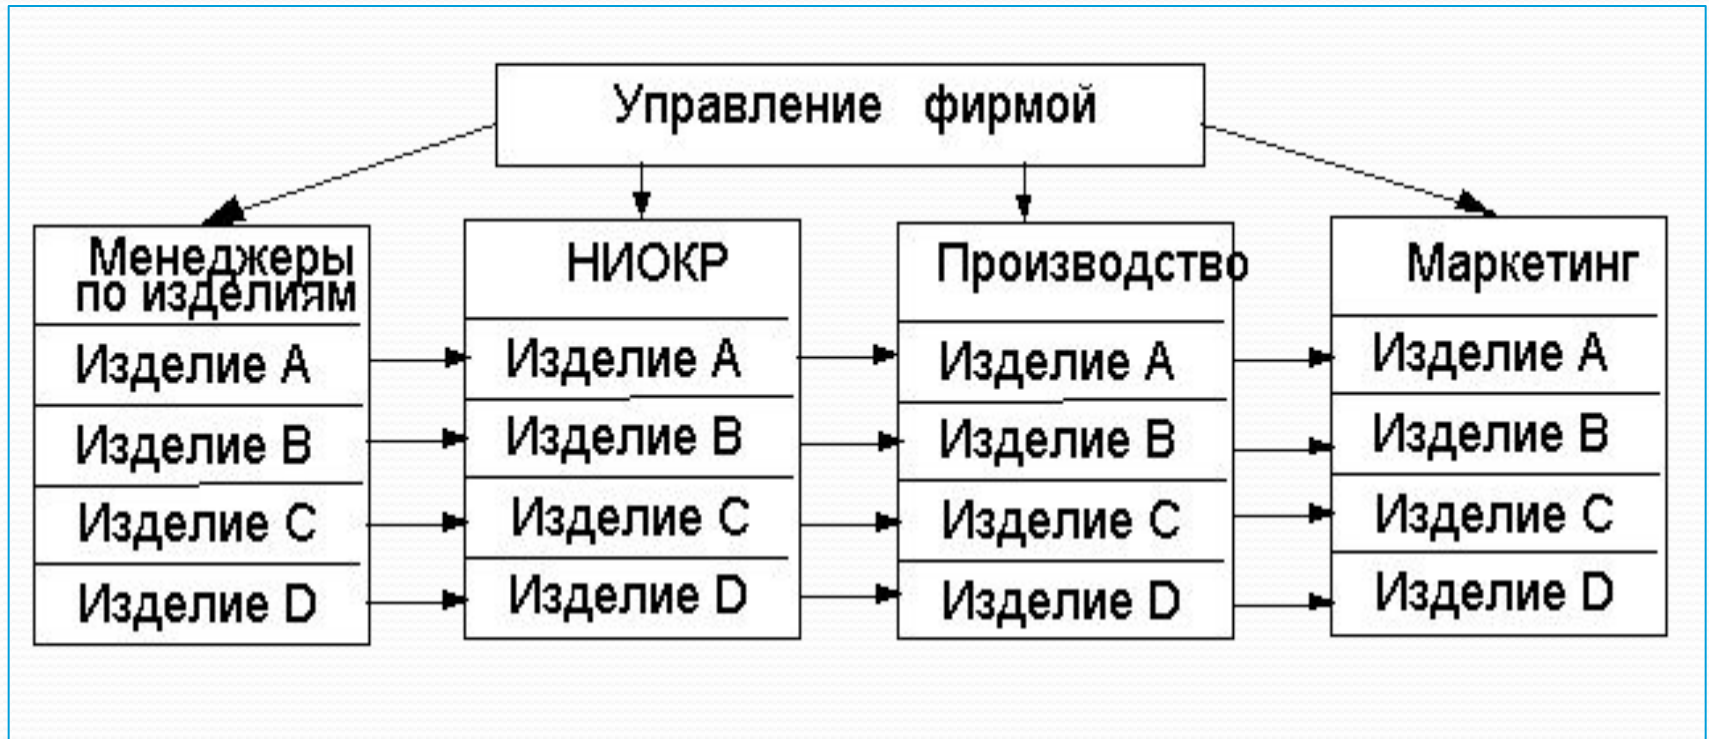 Управление фирмой
Менеджеры
по изделиям
Изделие A
Изделие B
Изделие C
Изделие D
НИОКР
Изделие A
Изделие B
Изделие C
Изделие D
Производство
Изделие A
Изделие B
Изделие C
Изделие D
Маркетинг
Изделие A
Изделие B
Изделие C
Изделие D